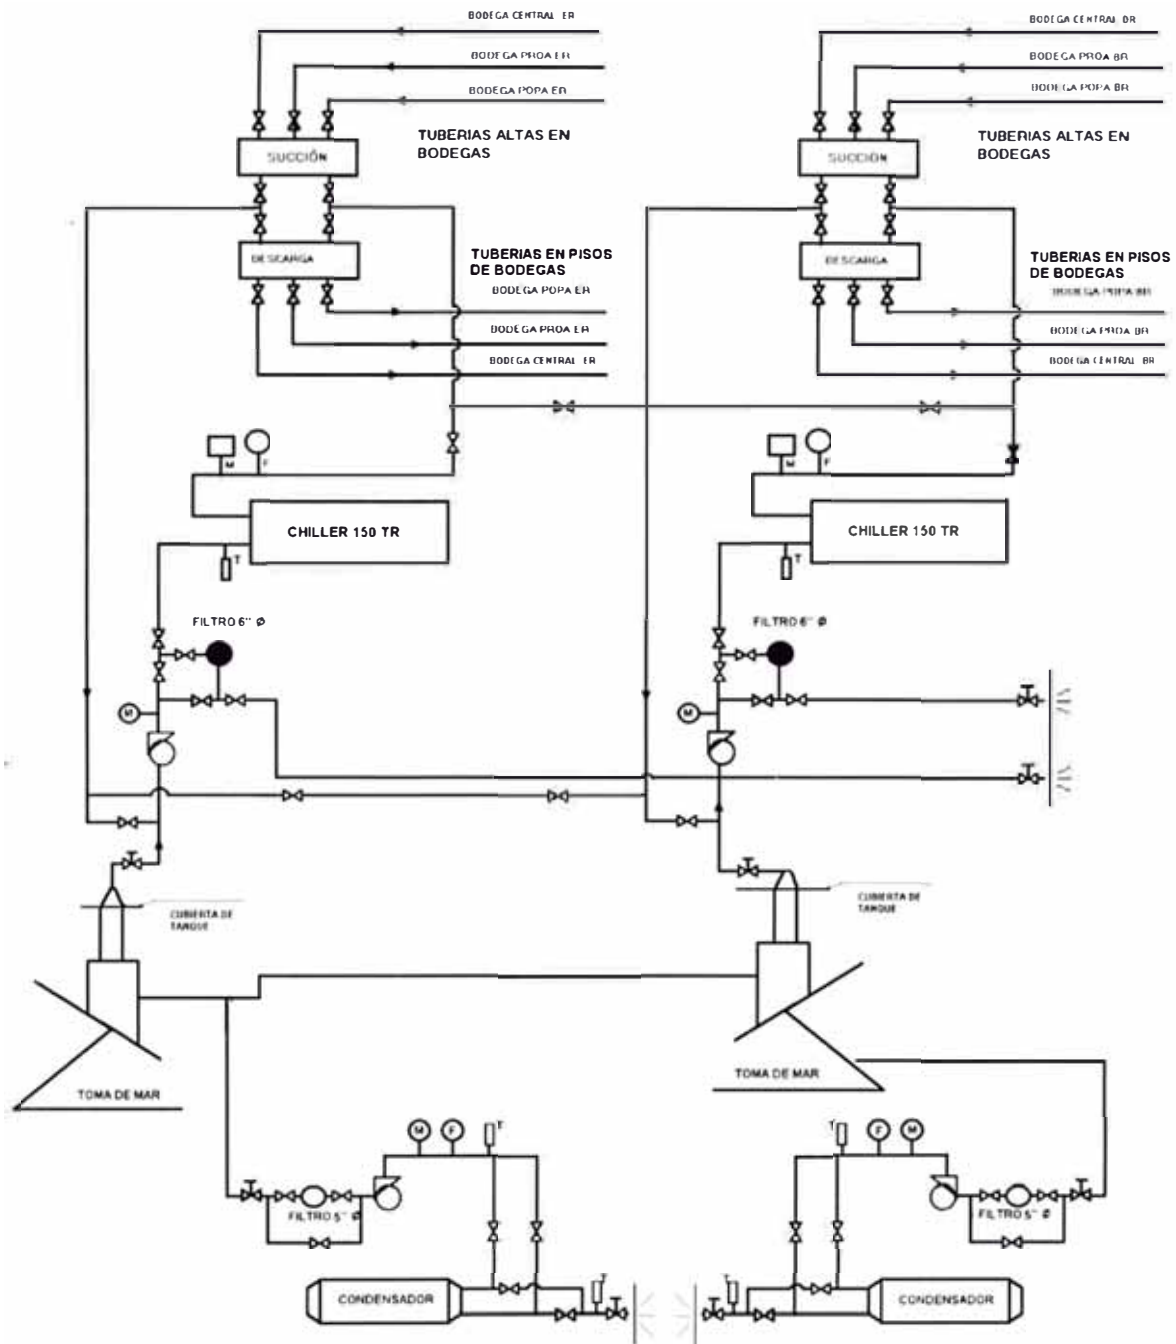 BODEGA CENTRAL ER
BODEGA PROA ER
BODEGA POPA ER
TUBERIAS ALTAS EN
BODEGAS
SUCCIÓN
DESCARGA
TUBERIAS EN PISOS
DE BODEGAS
BODEGA POPA ER
BODEGA PROA ER
BODEGA CENTRAL ER
BODEGA CENTRAL BR
BODEGA PROA BR
BODEGA POPA BR
TUBERIAS ALTAS EN
BODEGAS
SUCCIÓN
DESCARGA
TUBERIAS EN PISOS
DE BODEGAS
BODEGA POPA BR
BODEGA PROA BR
BODEGA CENTRAL BR
M
F
CHILLER 150 TR
T
FILTRO 6" Ø
M
M
F
CHILLER 150 TR
T
FILTRO 6" Ø
M
CUBIERTA DE
TANQUE
TOMA DE MAR
CUBIERTA DE
TANQUE
TOMA DE MAR
M
F
T
FILTRO 5" Ø
CONDENSADOR
T
T
F
M
FILTRO 5" Ø
T
CONDENSADOR